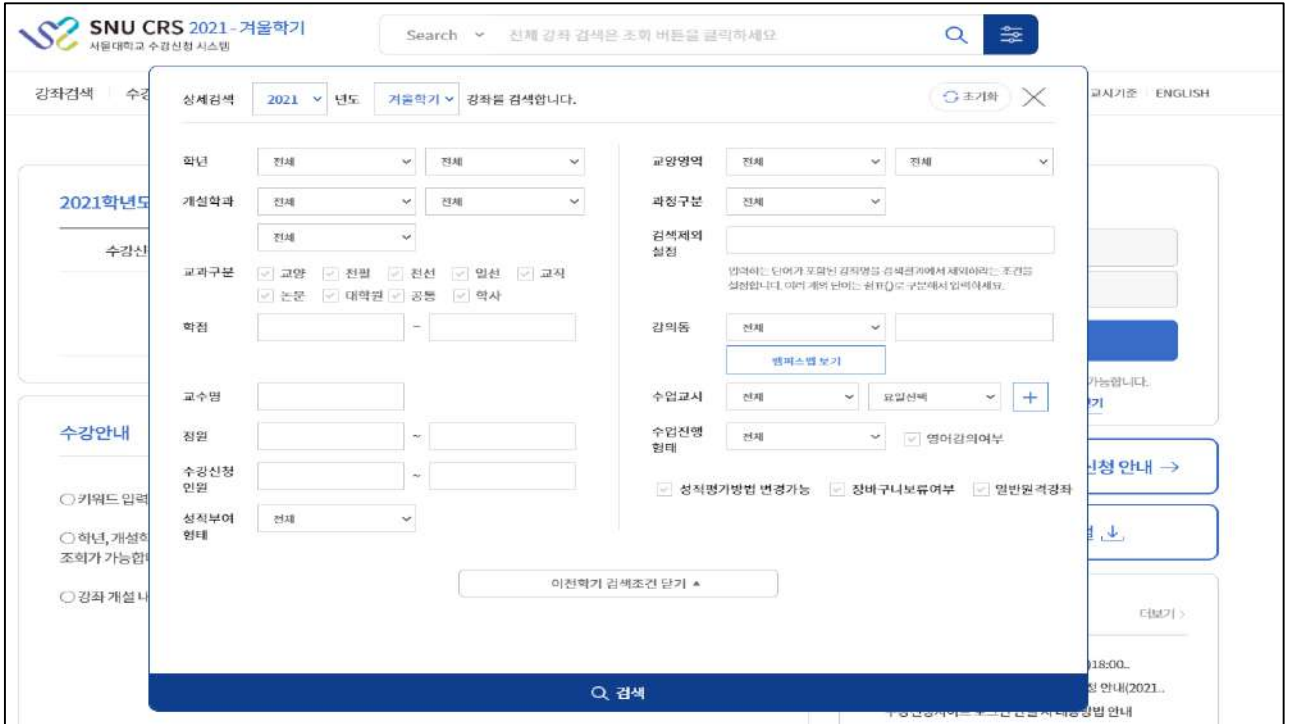 SNU CRS 2021-겨울학기
서울대학교 수강신청 시스템
Search 전체 강좌 검색은 조회 버튼을 클릭하세요
강좌검색 수강
교시기준 ENGLISH
상세검색 2021 년도 겨울학기 강좌를 검색합니다. 초기화
학년 전체 전체
개설학과 전체 전체
전체
교과구분 교양 전필 전선 일선 교직
논문 대학원 공통 학사
학점 ~
교수명
정원 ~
수강신청
인원 ~
성적부여
형태 전체
교양영역 전체 전체
과정구분 전체
검색제외
설정
입력하는 단어가 포함된 강좌명을 검색결과에서 제외하라는 조건을
설정합니다. 여러 개의 단어는 쉼표(,)로 구분해서 입력하세요.
강의동 전체
캠퍼스맵 보기
수업교시 전체 요일선택 +
수업진행
형태 전체 영어강의여부
성적평가방법 변경가능 장바구니보류여부 일반원격강좌
이전학기 검색조건 닫기 ▲
검색
2021학년도
수강신
수강안내
○ 키워드 입력
○ 학년, 개설학
조회가 가능합
○ 강좌 개설 내
가능합니다.
신청 안내 →
더보기 >
)18:00..
정 안내(2021..